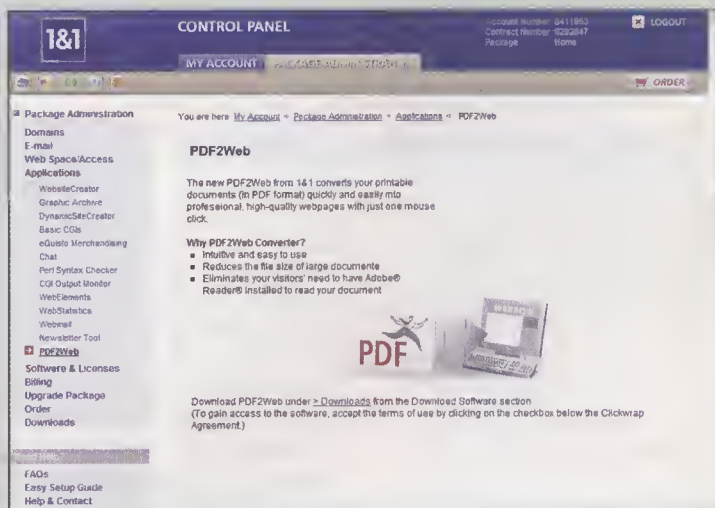 1&1
CONTROL PANEL
Account Number 8411963
Contract Number 6292847
Package Home
LOGOUT
MY ACCOUNT
ORDER
Package Administration
Domains
E-mail
Web Space/Access
Applications
WebsiteCreator
Graphic Archive
DynamicSiteCreator
Basic CGIs
eGuisto Merchandising
Chat
Perl Syntax Checker
CGI Output Monitor
WebElements
WebStatistics
Webmail
Newsletter Tool
PDF2Web
Software & Licenses
Billing
Upgrade Package
Order
Downloads
FAQs
Easy Setup Guide
Help & Contact
You are here My Account Package Administration Applications PDF2Web
PDF2Web
The new PDF2Web from 1&1 converts your printable
documents (in PDF format) quickly and easily into
professional, high-quality webpages with just one mouse
click.
Why PDF2Web Converter?
Intuitive and easy to use
Reduces the file size of large documente
Eliminates your visitors' need to have Adobe®
Reader® installed to read your document
PDF
Download PDF2Web under > Downloads from the Download Software section
(To gain access to the software, accept the terms of use by clicking on the checkbox below the Clickwrap
Agreement.)